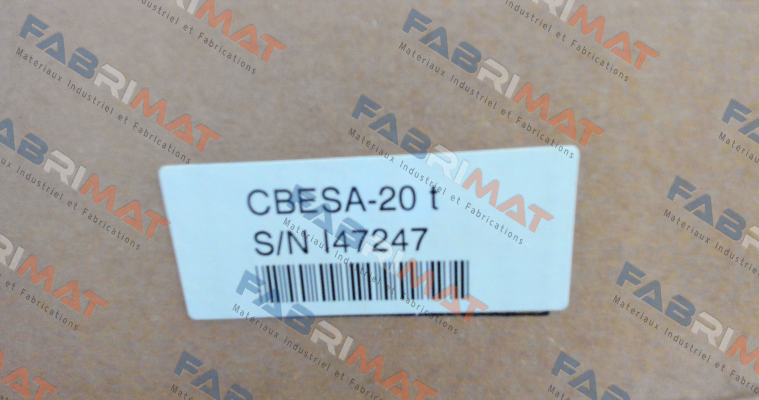 CBESA-20 t
S/N I47247
FABRIMAT
Materiaux Industriel et Fabrications